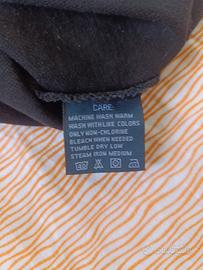 CARE:
MACHINE WASH WARM
WASH WITH LIKE COLORS
ONLY NON-CHLORINE
BLEACH WHEN NEEDED
TUMBLE DRY LOW
STEAM IRON MEDIUM